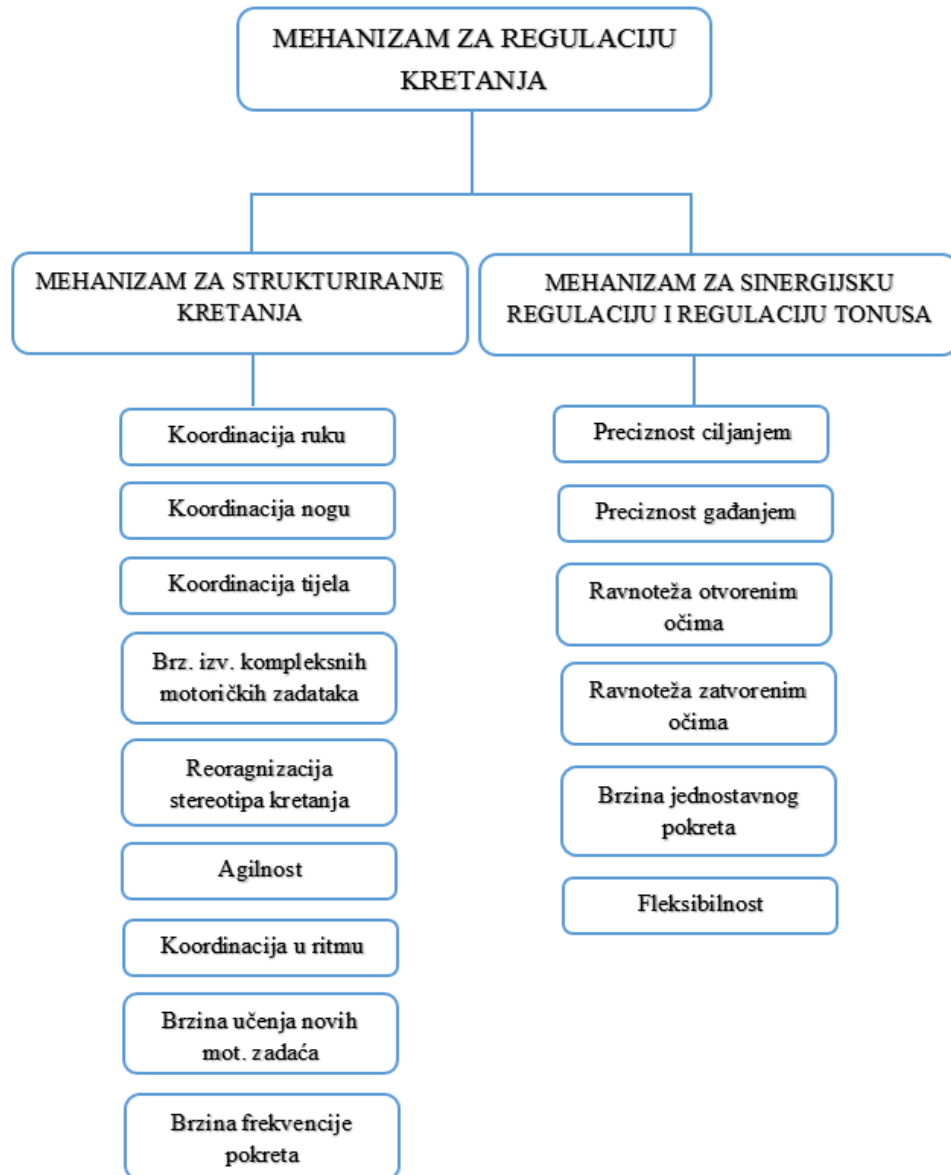 MEHANIZAM ZA REGULACIJU
KRETANJA
MEHANIZAM ZA STRUKTURIRANJE
KRETANJA
Koordinacija ruku
Koordinacija nogu
Koordinacija tijela
Brz. izv. kompleksnih
motoričkih zadataka
Reoragnizacija
stereotipa kretanja
Agilnost
Koordinacija u ritmu
Brzina učenja novih
mot. zadaća
Brzina frekvencije
pokreta
MEHANIZAM ZA SINERGIJSKU
REGULACIJU I REGULACIJU TONUSA
Preciznost ciljanjem
Preciznost gađanjem
Ravnoteža otvorenim
očima
Ravnoteža zatvorenim
očima
Brzina jednostavnog
pokreta
Fleksibilnost